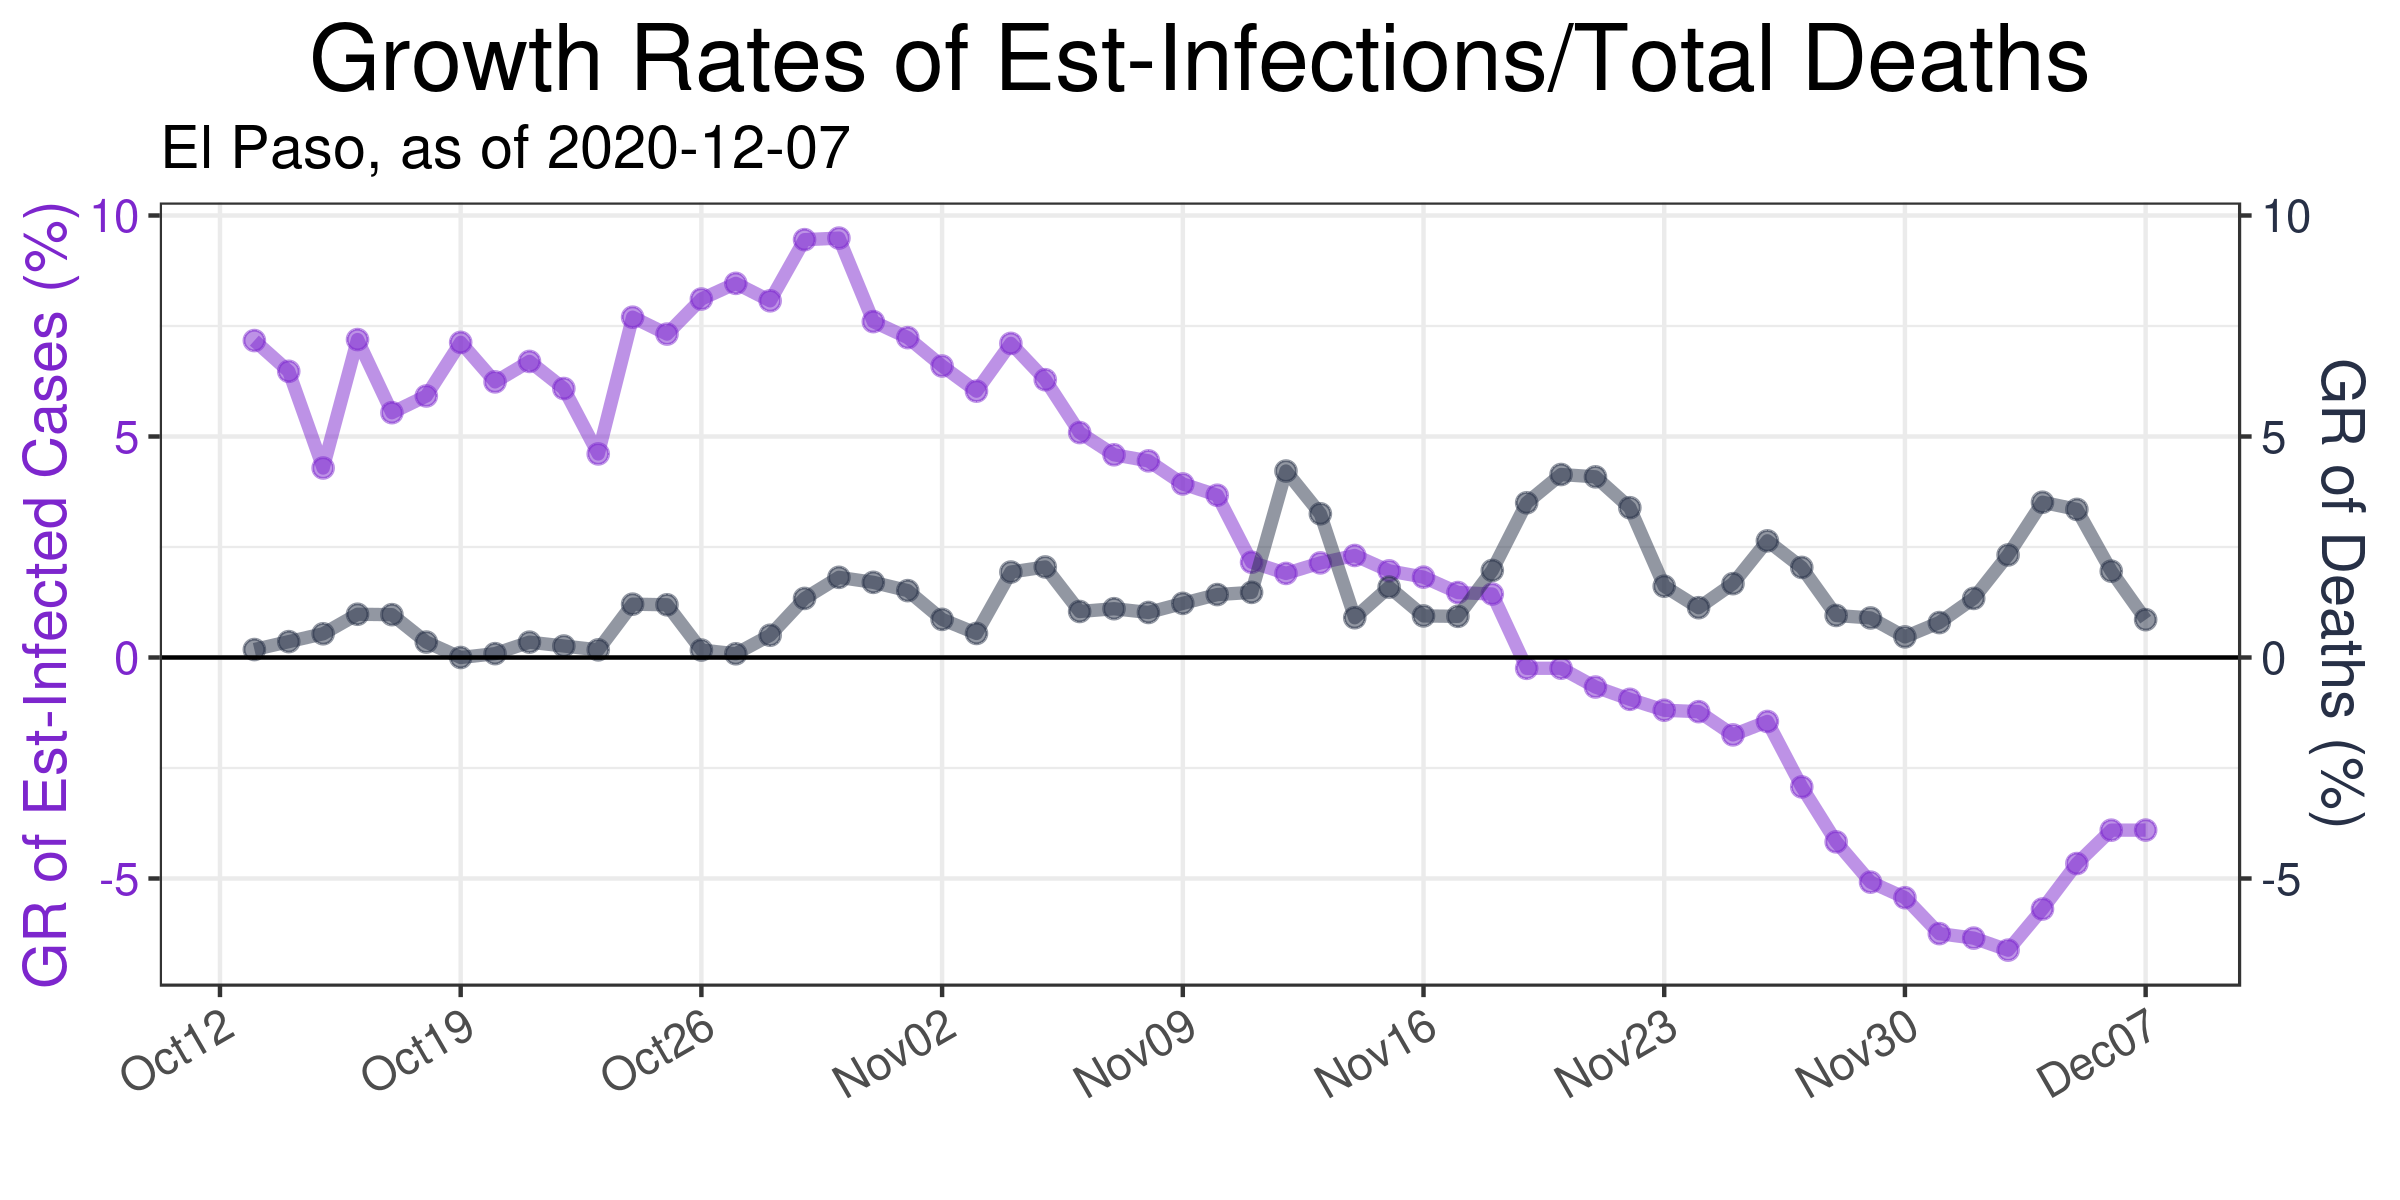 Growth Rates of Est-Infections/Total Deaths
El Paso, as of 2020-12-07
GR of Est-Infected Cases (%)
10
5
0
-5
10
5
0
-5
GR of Deaths (%)
Oct12
Oct19
Oct26
Nov02
Nov09
Nov16
Nov23
Nov30
Dec07